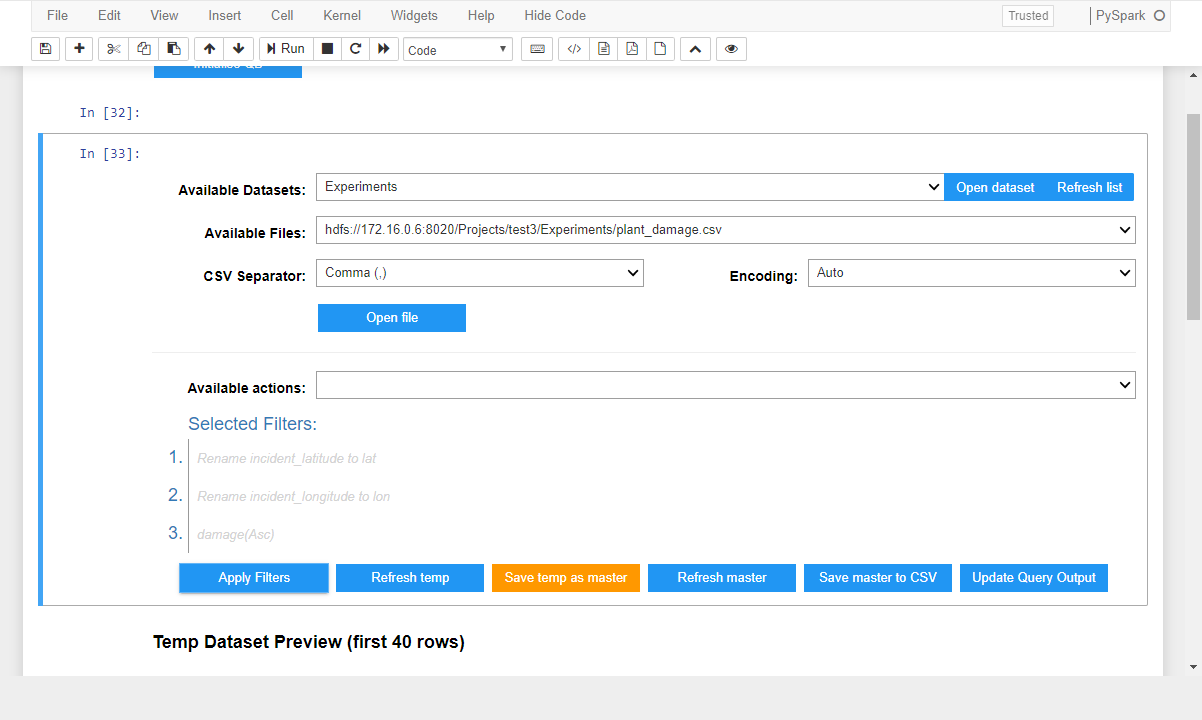 File Edit View Insert Cell Kernel Widgets Help Hide Code Trusted PySpark
Run Code
In [32]:
In [33]:
Available Datasets: Experiments Open dataset Refresh list
Available Files: hdfs://172.16.0.6:8020/Projects/test3/Experiments/plant_damage.csv
CSV Separator: Comma (,) Encoding: Auto
Open file
Available actions:
Selected Filters:
1. Rename incident_latitude to lat
2. Rename incident_longitude to lon
3. damage(Asc)
Apply Filters Refresh temp Save temp as master Refresh master Save master to CSV Update Query Output
Temp Dataset Preview (first 40 rows)